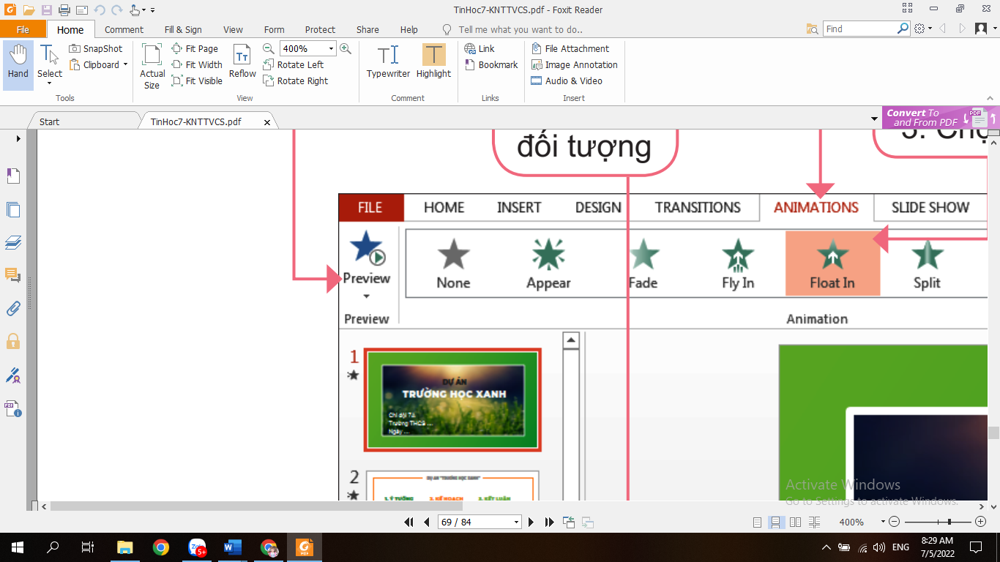 TinHoc7-KNTTVCS.pdf - Foxit Reader
File Home Comment Fill & Sign View Form Protect Share Help Tell me what you want to do.. Find
Hand
Select
SnapShot
Clipboard
Tools
Actual Size
Fit Page
Fit Width
Fit Visible
Reflow
400%
Rotate Left
Rotate Right
View
Typewriter
Highlight
Comment
Link
Bookmark
Links
File Attachment
Image Annotation
Audio & Video
Insert
Start
TinHoc7-KNTTVCS.pdf
Convert To
and From PDF
PDF
đối tượng
FILE HOME INSERT DESIGN TRANSITIONS ANIMATIONS SLIDE SHOW
Preview
None
Appear
Fade
Fly In
Float In
Split
Preview
Animation
1
DỰ ÁN
TRƯỜNG HỌC XANH
Chi đội 7A
Trường THCS ...
Ngày ...
2
DỰ ÁN "TRƯỜNG HỌC XANH"
1. Ý TƯỞNG 2. KẾ HOẠCH 3. KẾT LUẬN
Activate Windows
Go to Settings to activate Windows.
69 / 84
400%
5+
PDF
ENG
8:29 AM
7/5/2022